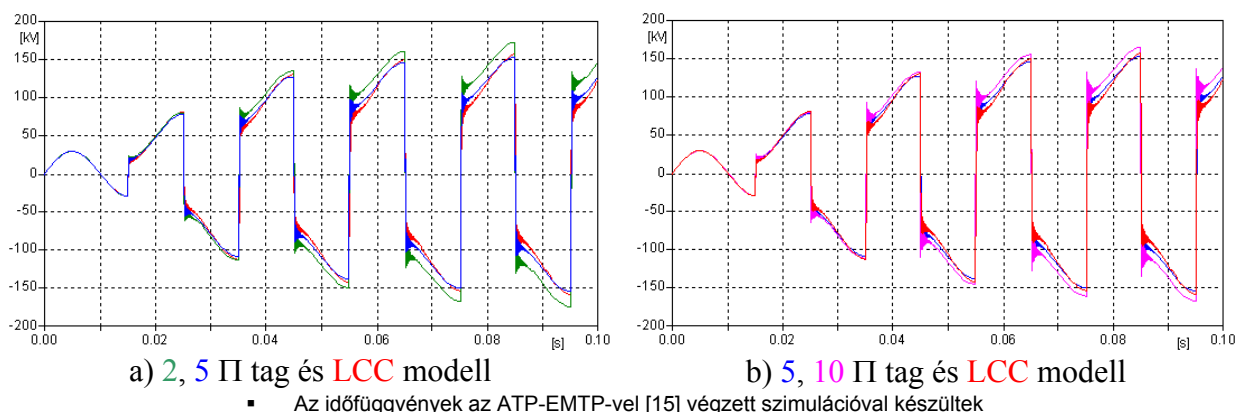 200
[kV]
150
100
50
0
-50
-100
-150
-200
0.00 0.02 0.04 0.06 0.08 [s] 0.10
a) 2, 5 Π tag és LCC modell
200
[kV]
150
100
50
0
-50
-100
-150
-200
0.00 0.02 0.04 0.06 0.08 [s] 0.10
b) 5, 10 Π tag és LCC modell
▪ Az időfüggvények az ATP-EMTP-vel [15] végzett szimulációval készültek